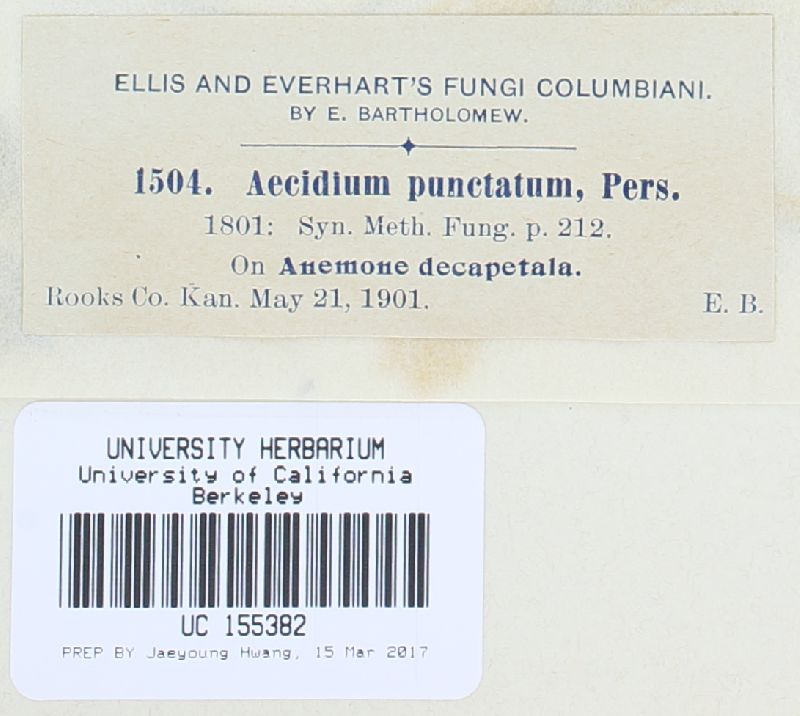 ELLIS AND EVERHART'S FUNGI COLUMBIANI.
BY E. BARTHOLOMEW.
1504. Aecidium punctatum, Pers.
1801: Syn. Meth. Fung. p. 212.
On Anemone decapetala.
Rooks Co. Kan. May 21, 1901. E. B.
UNIVERSITY HERBARIUM
University of California
Berkeley
UC 155382
PREP BY Jaeyoung Hwang, 15 Mar 2017